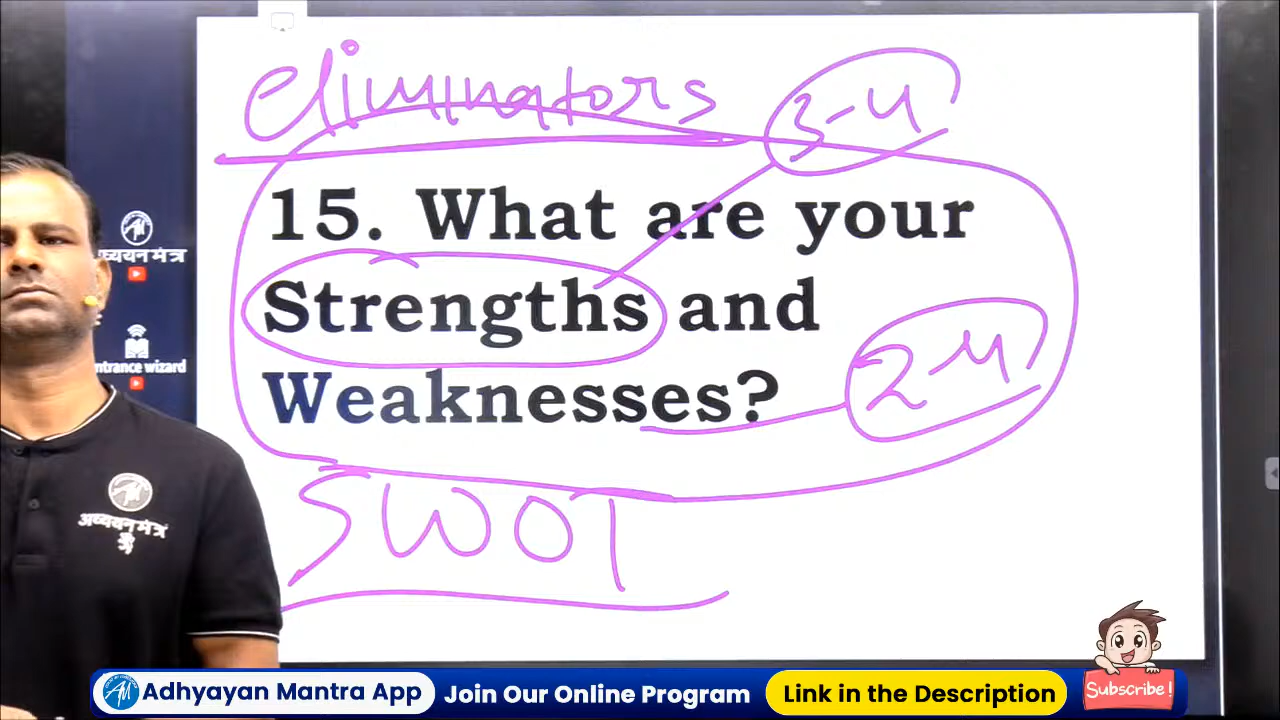 eliminators
3-4
15. What are your
Strengths and
2-4
Weaknesses?
SWOT
अध्ययन मंत्र
entrance wizard
अध्ययन मंत्र
Adhyayan Mantra App
Join Our Online Program
Link in the Description
Subscribe!